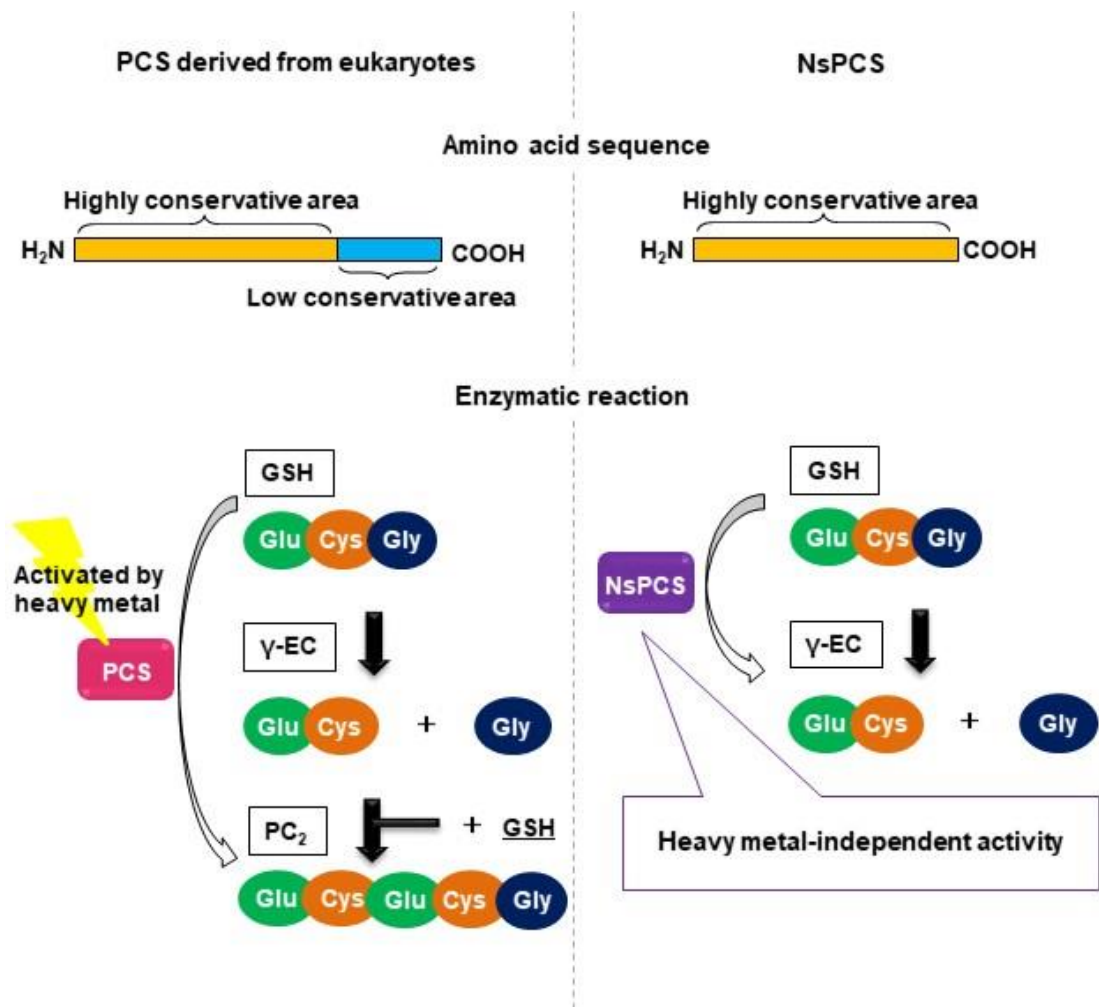 PCS derived from eukaryotes
NsPCS
Amino acid sequence
Highly conservative area
H₂N
COOH
Low conservative area
Highly conservative area
H₂N
COOH
Enzymatic reaction
GSH
Glu Cys Gly
Activated by
heavy metal
PCS
γ-EC
Glu Cys + Gly
PC₂
+ GSH
Glu Cys Glu Cys Gly
GSH
Glu Cys Gly
NsPCS
γ-EC
Glu Cys + Gly
Heavy metal-independent activity